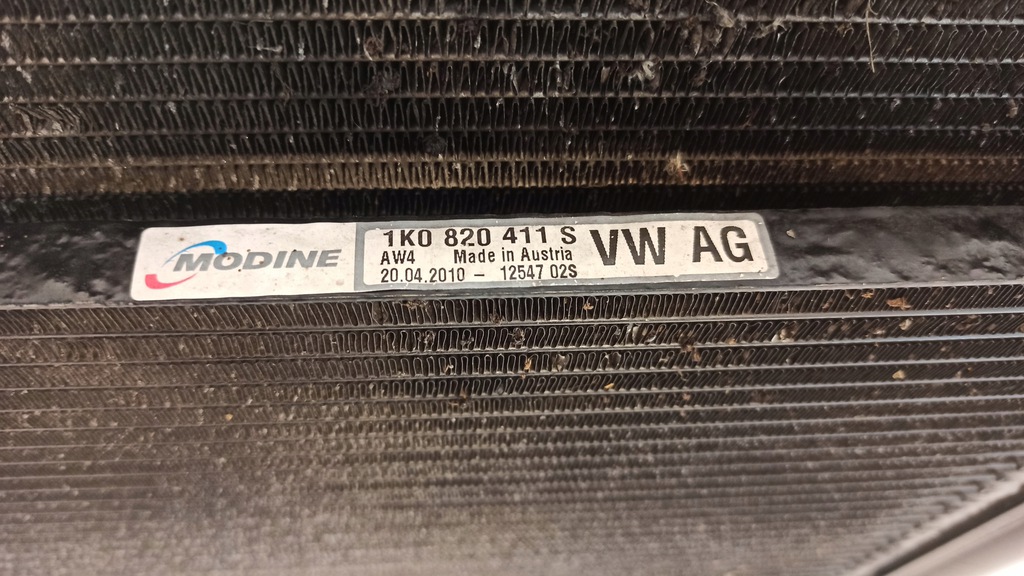 MODINE
1K0 820 411 S
AW4 Made in Austria
20.04.2010 - 12547 02S
VW AG